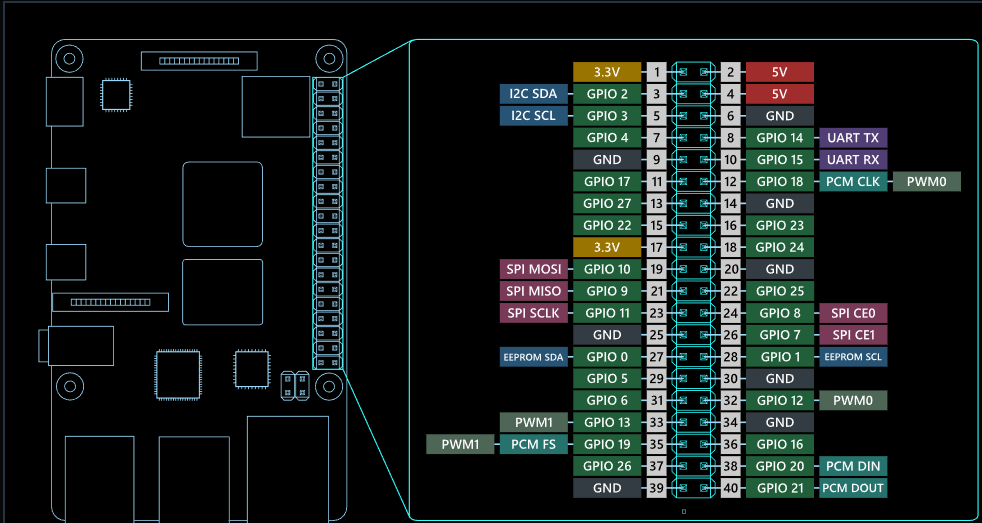 3.3V 1 2 5V
I2C SDA GPIO 2 3 4 5V
I2C SCL GPIO 3 5 6 GND
GPIO 4 7 8 GPIO 14 UART TX
GND 9 10 GPIO 15 UART RX
GPIO 17 11 12 GPIO 18 PCM CLK PWM0
GPIO 27 13 14 GND
GPIO 22 15 16 GPIO 23
3.3V 17 18 GPIO 24
SPI MOSI GPIO 10 19 20 GND
SPI MISO GPIO 9 21 22 GPIO 25
SPI SCLK GPIO 11 23 24 GPIO 8 SPI CE0
GND 25 26 GPIO 7 SPI CE1
EEPROM SDA GPIO 0 27 28 GPIO 1 EEPROM SCL
GPIO 5 29 30 GND
GPIO 6 31 32 GPIO 12 PWM0
PWM1 GPIO 13 33 34 GND
PWM1 PCM FS GPIO 19 35 36 GPIO 16
GPIO 26 37 38 GPIO 20 PCM DIN
GND 39 40 GPIO 21 PCM DOUT